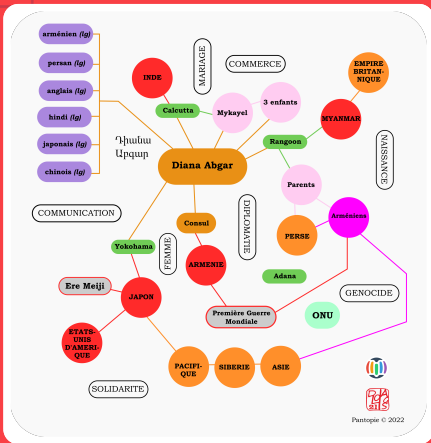 arménien (lg)
persan (lg)
anglais (lg)
hindi (lg)
japonais (lg)
chinois (lg)
INDE
MARIAGE
COMMERCE
EMPIRE
BRITAN-
NIQUE
Calcutta
Mykayel
3 enfants
MYANMAR
Դիանա
Աբգար
Rangoon
NAISSANCE
Diana Abgar
Parents
COMMUNICATION
Consul
DIPLOMATIE
Arméniens
PERSE
Yokohama
FEMME
ARMENIE
Adana
Ere Meiji
JAPON
GENOCIDE
Première Guerre
Mondiale
ONU
ETATS-
UNIS
D'AMERI-
QUE
PACIFI-
QUE
SIBERIE
ASIE
SOLIDARITE
Pantopie © 2022